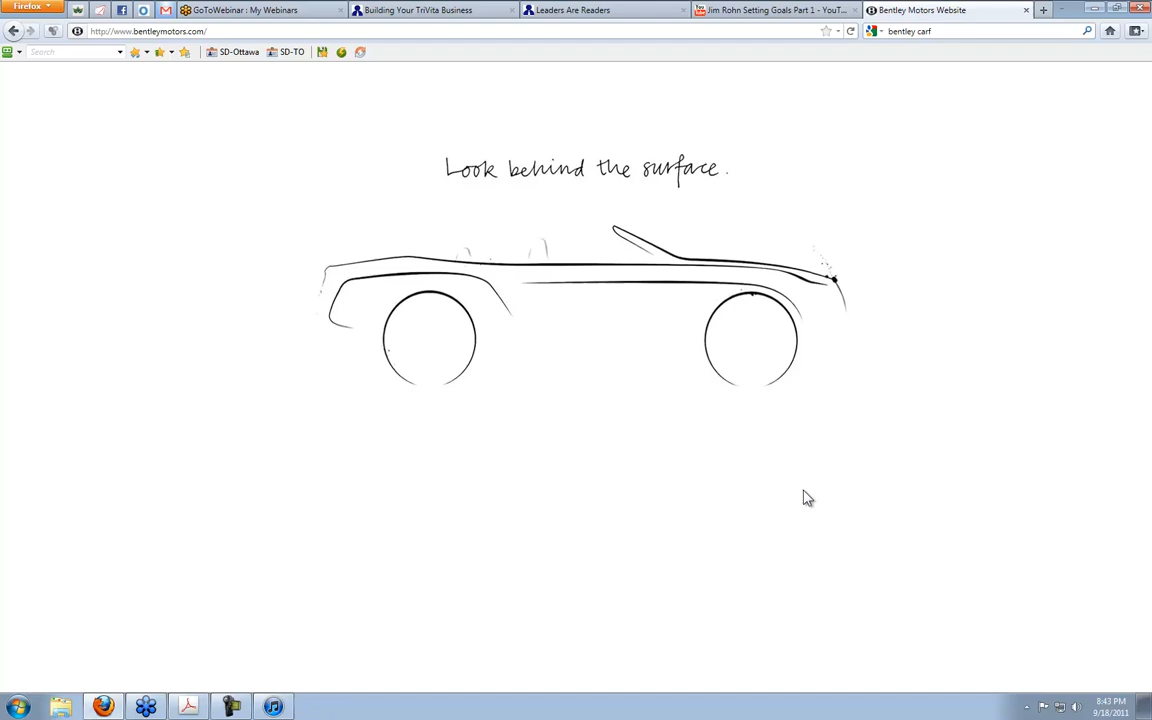 Firefox
GoToWebinar : My Webinars
Building Your TriVita Business
Leaders Are Readers
Jim Rohn Setting Goals Part 1 - YouT...
Bentley Motors Website
http://www.bentleymotors.com/
bentley carf
Search
SD-Ottawa
SD-TO
Look behind the surface.
8:43 PM
9/18/2011